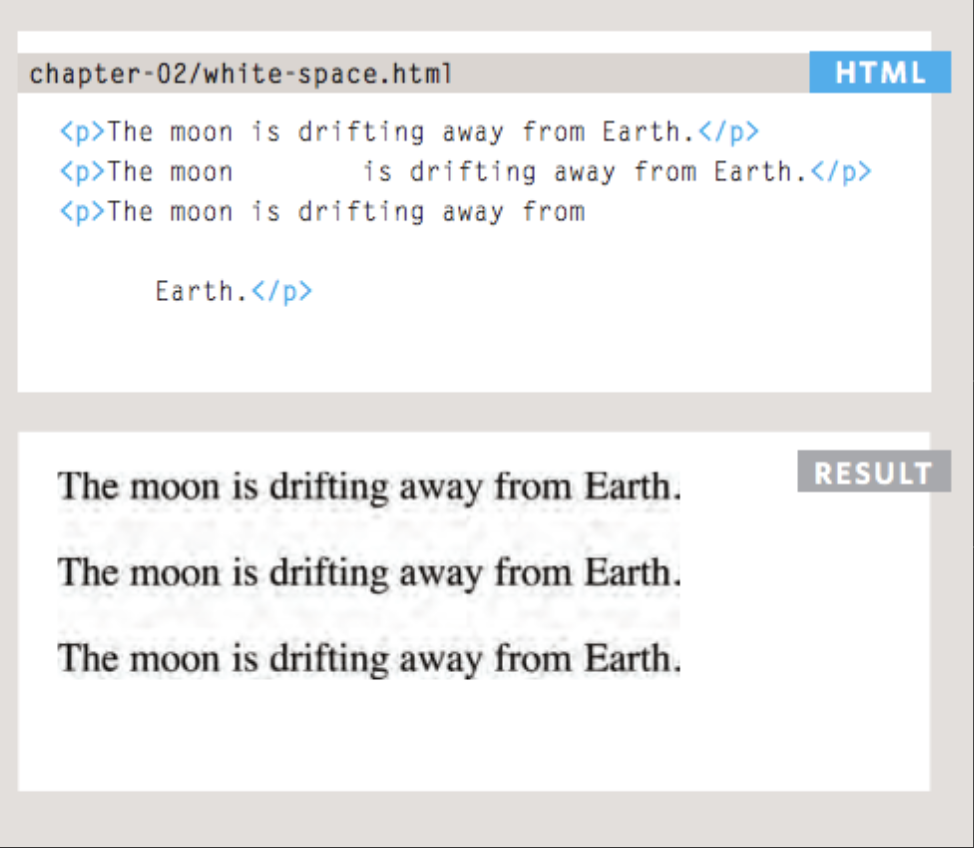 chapter-02/white-space.html HTML
<p>The moon is drifting away from Earth.</p>
<p>The moon        is drifting away from Earth.</p>
<p>The moon is drifting away from
Earth.</p>
RESULT
The moon is drifting away from Earth.
The moon is drifting away from Earth.
The moon is drifting away from Earth.